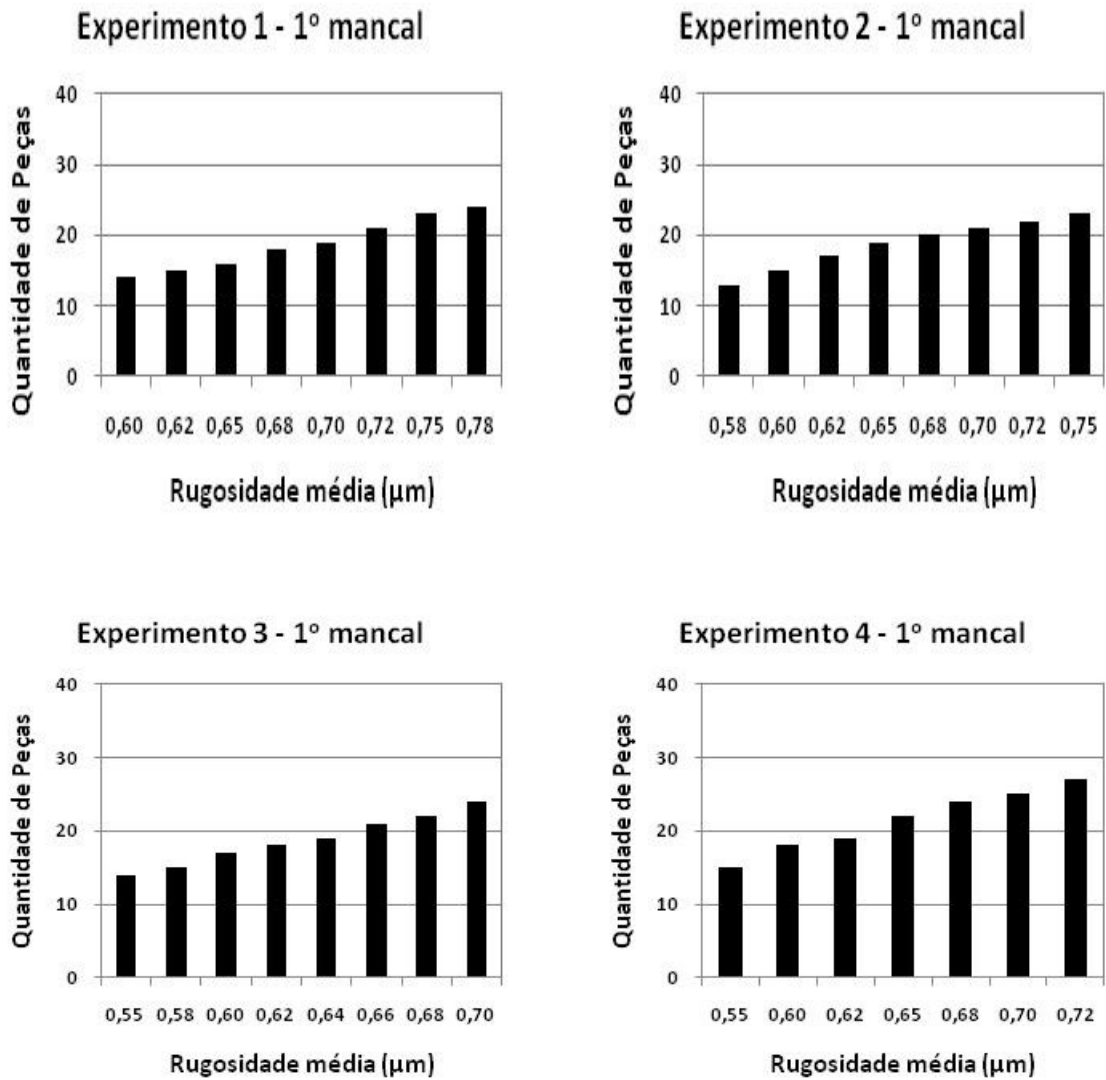 Experimento 1 - 1º mancal
Quantidade de Peças
40
30
20
10
0
0,60 0,62 0,65 0,68 0,70 0,72 0,75 0,78
Rugosidade média (µm)
Experimento 2 - 1º mancal
Quantidade de Peças
40
30
20
10
0
0,58 0,60 0,62 0,65 0,68 0,70 0,72 0,75
Rugosidade média (µm)
Experimento 3 - 1º mancal
Quantidade de Peças
40
30
20
10
0
0,55 0,58 0,60 0,62 0,64 0,66 0,68 0,70
Rugosidade média (µm)
Experimento 4 - 1º mancal
Quantidade de Peças
40
30
20
10
0
0,55 0,60 0,62 0,65 0,68 0,70 0,72
Rugosidade média (µm)